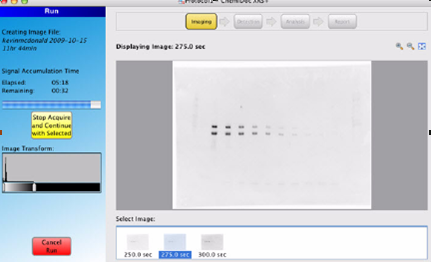 Run
Protocol1— ChemiDoc XRS+
Imaging
Detection
Analysis
Report
Creating Image File:
kevinmcdonald 2009-10-15
11hr 44min
Displaying Image: 275.0 sec
Signal Accumulation Time
Elapsed: 05:18
Remaining: 00:32
Stop Acquire
and Continue
with Selected
Image Transform:
Select Image:
Cancel
Run
250.0 sec
275.0 sec
300.0 sec